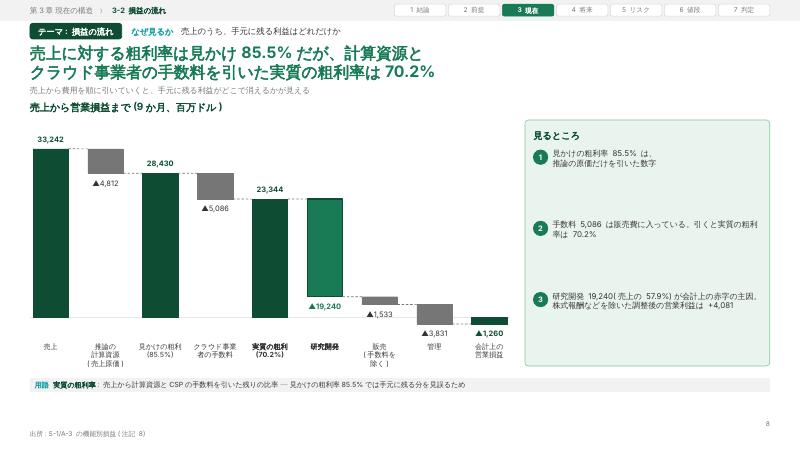 第 3 章 現在の構造 › 3-2 損益の流れ
1 結論 2 前提 3 現在 4 将来 5 リスク 6 値段 7 判定
テーマ：損益の流れ なぜ見るか 売上のうち、手元に残る利益はどれだけか
売上に対する粗利率は見かけ 85.5% だが、計算資源と
クラウド事業者の手数料を引いた実質の粗利率は 70.2%
売上から費用を順に引いていくと、手元に残る利益がどこで消えるかが見える
売上から営業損益まで (9 か月、百万ドル )
33,242
▲4,812
28,430
▲5,086
23,344
▲19,240
▲1,533
▲3,831
▲1,260
売上
推論の
計算資源
( 売上原価 )
見かけの粗利
(85.5%)
クラウド事業
者の手数料
実質の粗利
(70.2%)
研究開発
販売
( 手数料を
除く )
管理
会計上の
営業損益
見るところ
1 見かけの粗利率 85.5% は、
推論の原価だけを引いた数字
2 手数料 5,086 は販売費に入っている。引くと実質の粗利
率は 70.2%
3 研究開発 19,240( 売上の 57.9%) が会計上の赤字の主因。
株式報酬などを除いた調整後の営業利益は +4,081
用語 実質の粗利率： 売上から計算資源と CSP の手数料を引いた残りの比率 — 見かけの粗利率 85.5% では手元に残る分を見誤るため
8
出所 : S-1/A-3 の機能別損益 ( 注記 8)